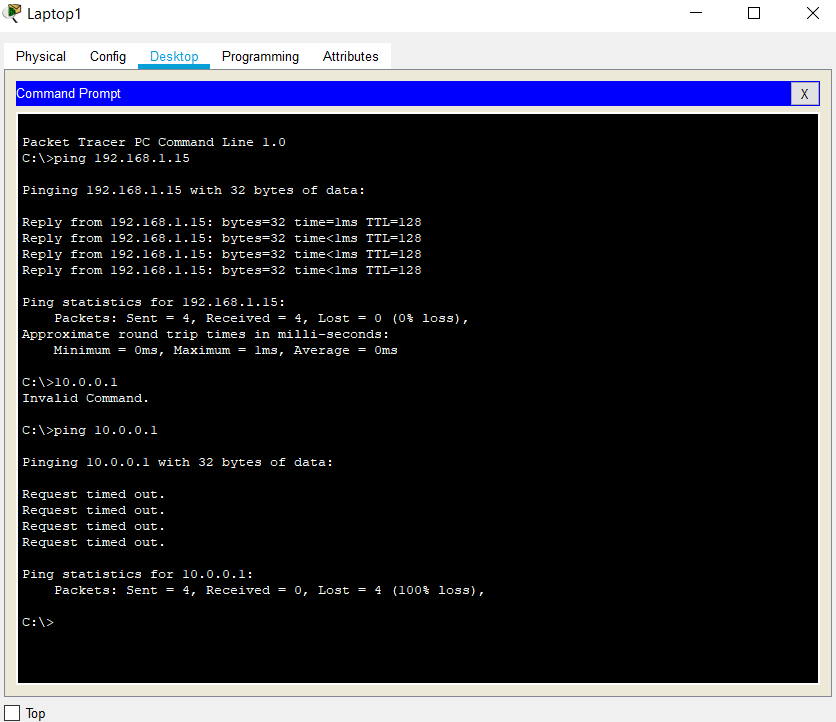 Laptop1
Physical Config Desktop Programming Attributes
Command Prompt X
Packet Tracer PC Command Line 1.0
C:\>ping 192.168.1.15
Pinging 192.168.1.15 with 32 bytes of data:
Reply from 192.168.1.15: bytes=32 time=1ms TTL=128
Reply from 192.168.1.15: bytes=32 time<1ms TTL=128
Reply from 192.168.1.15: bytes=32 time<1ms TTL=128
Reply from 192.168.1.15: bytes=32 time<1ms TTL=128
Ping statistics for 192.168.1.15:
Packets: Sent = 4, Received = 4, Lost = 0 (0% loss),
Approximate round trip times in milli-seconds:
Minimum = 0ms, Maximum = 1ms, Average = 0ms
C:\>10.0.0.1
Invalid Command.
C:\>ping 10.0.0.1
Pinging 10.0.0.1 with 32 bytes of data:
Request timed out.
Request timed out.
Request timed out.
Request timed out.
Ping statistics for 10.0.0.1:
Packets: Sent = 4, Received = 0, Lost = 4 (100% loss),
C:\>
Top